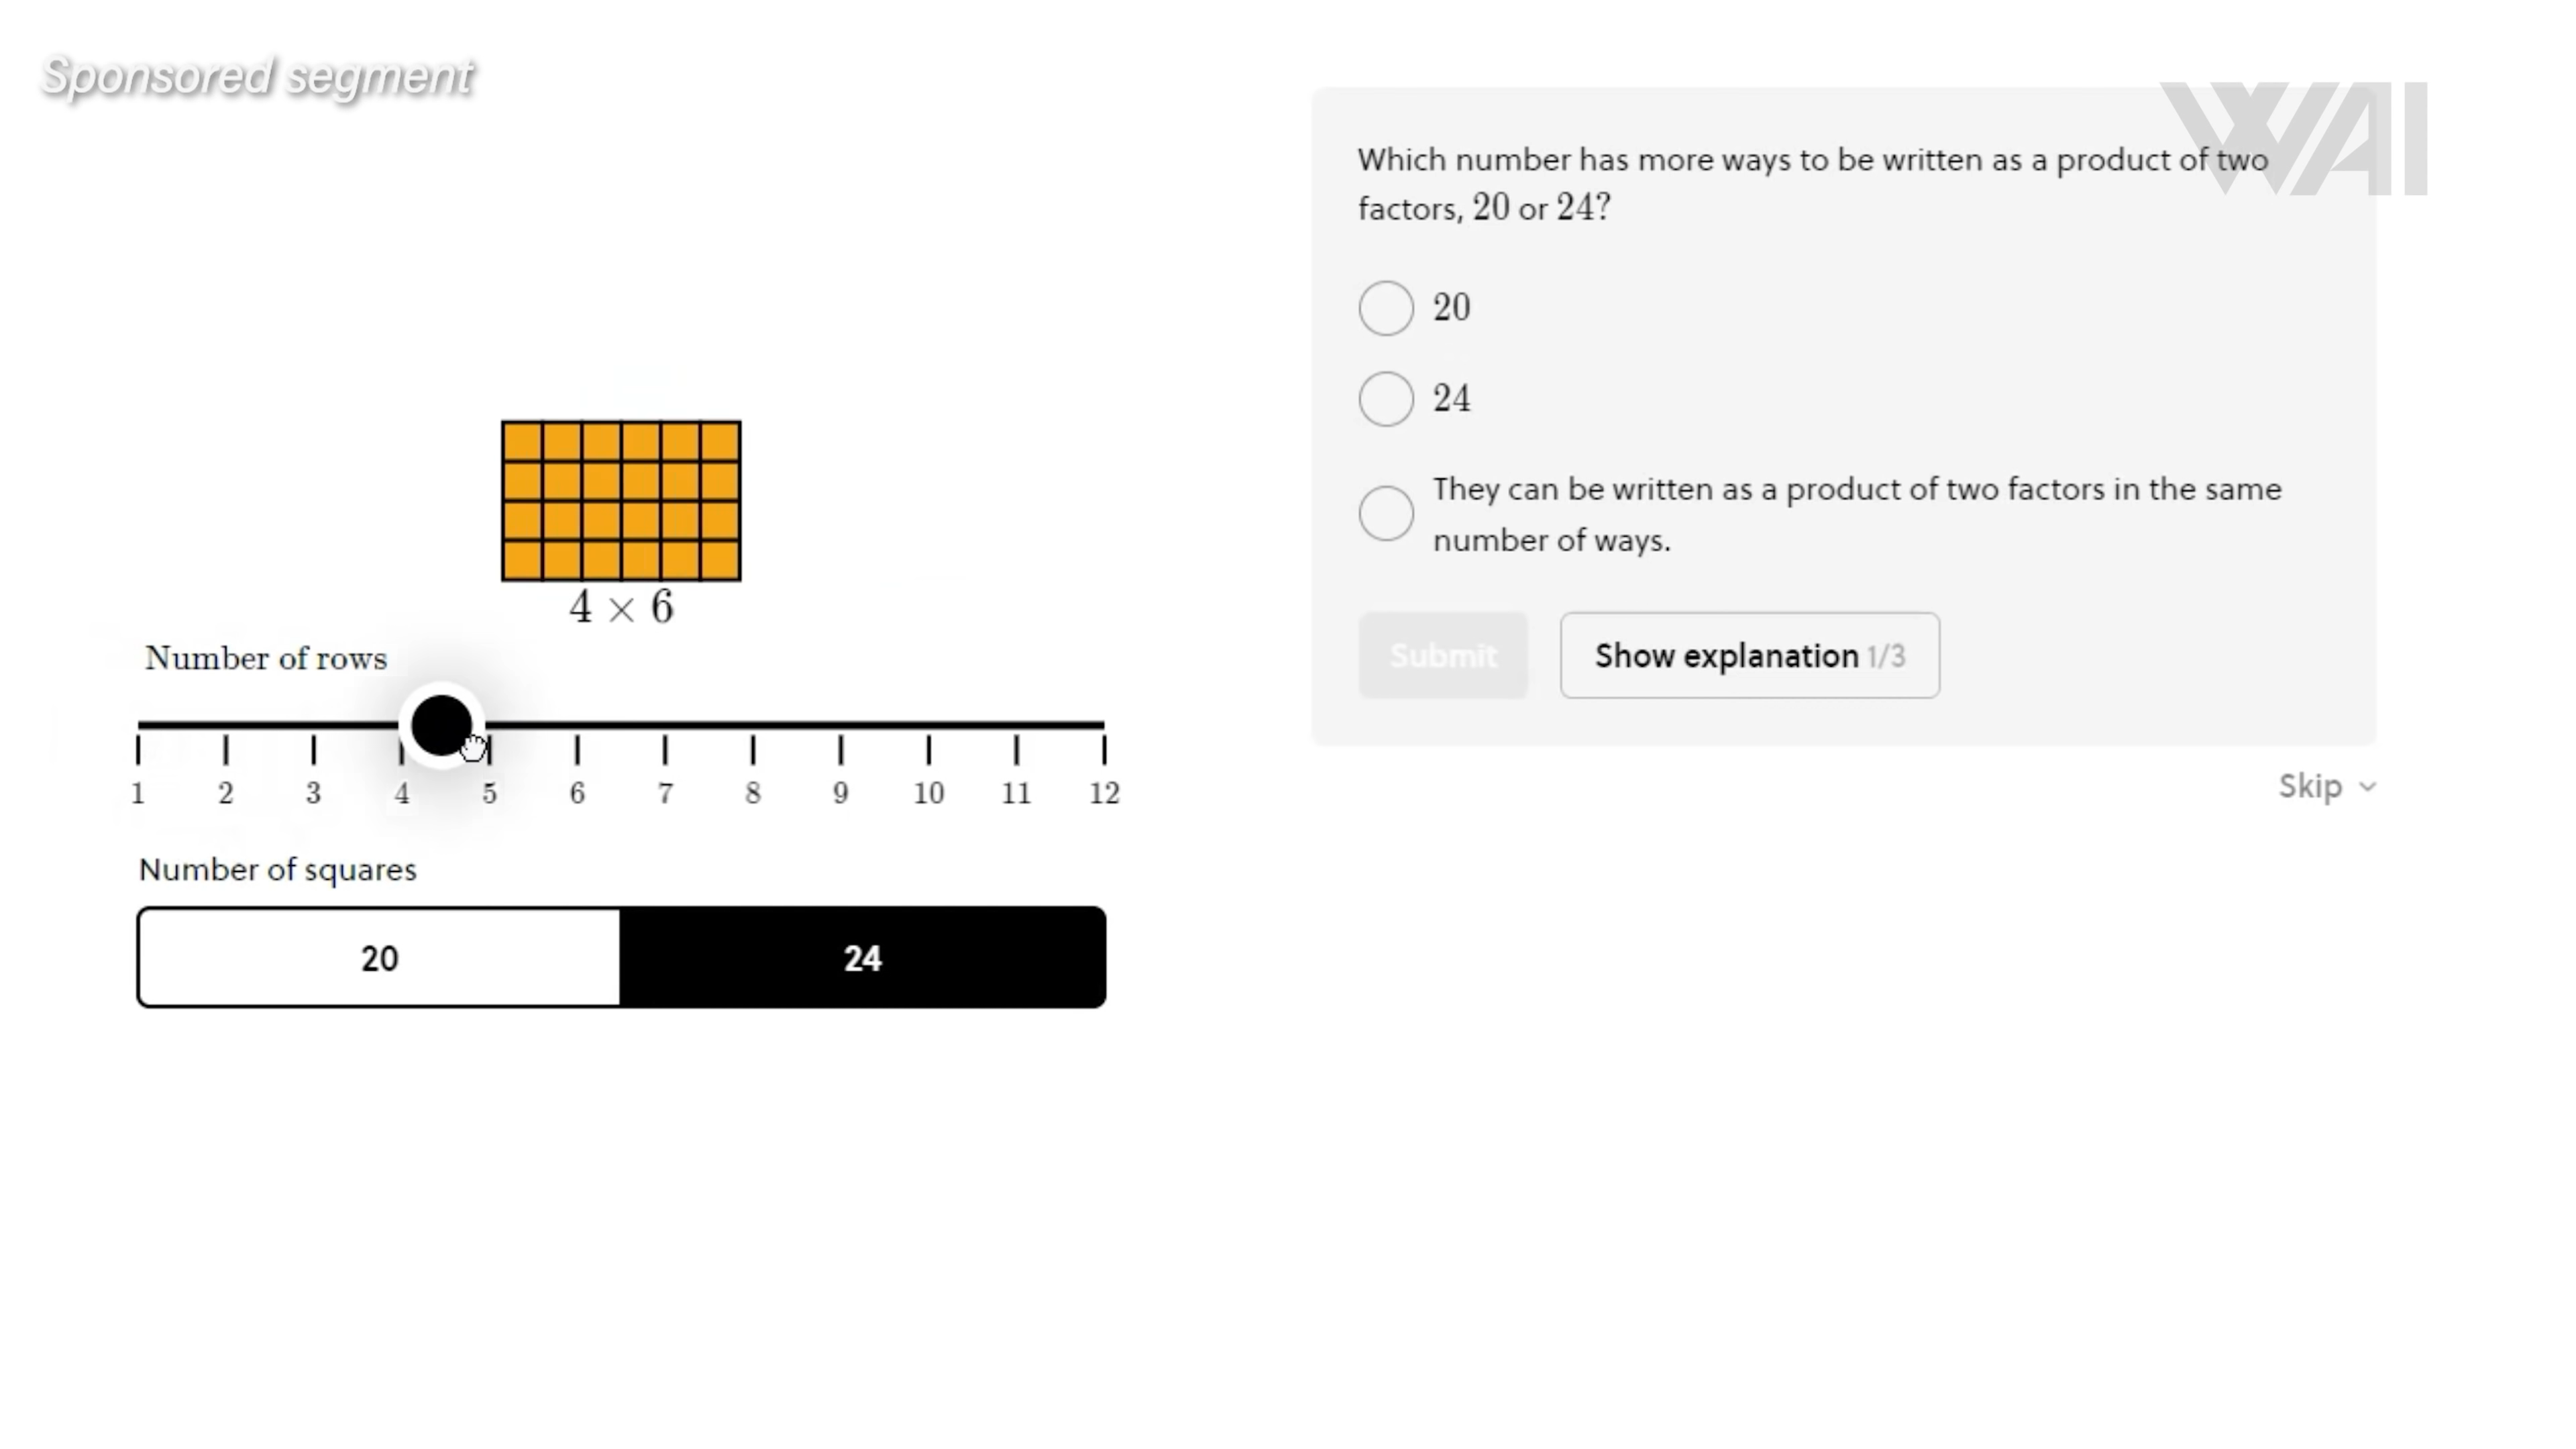 Sponsored segment
WAI
Which number has more ways to be written as a product of two
factors, 20 or 24?
20
24
They can be written as a product of two factors in the same
number of ways.
Submit
Show explanation 1/3
Skip
4 × 6
Number of rows
1 2 3 4 5 6 7 8 9 10 11 12
Number of squares
20 24